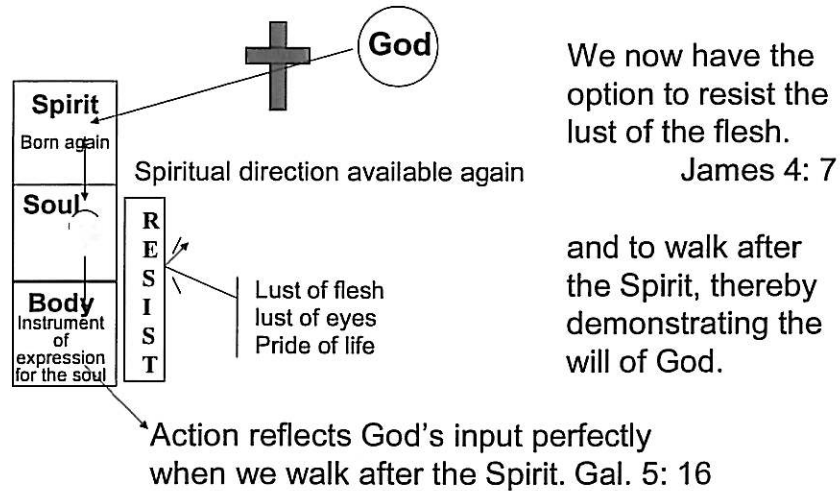 God
Spirit
Born again
Spiritual direction available again
Soul
RESIST
Lust of flesh
lust of eyes
Pride of life
Body
Instrument
of
expression
for the soul
Action reflects God's input perfectly
when we walk after the Spirit. Gal. 5: 16
We now have the
option to resist the
lust of the flesh.
James 4: 7
and to walk after
the Spirit, thereby
demonstrating the
will of God.